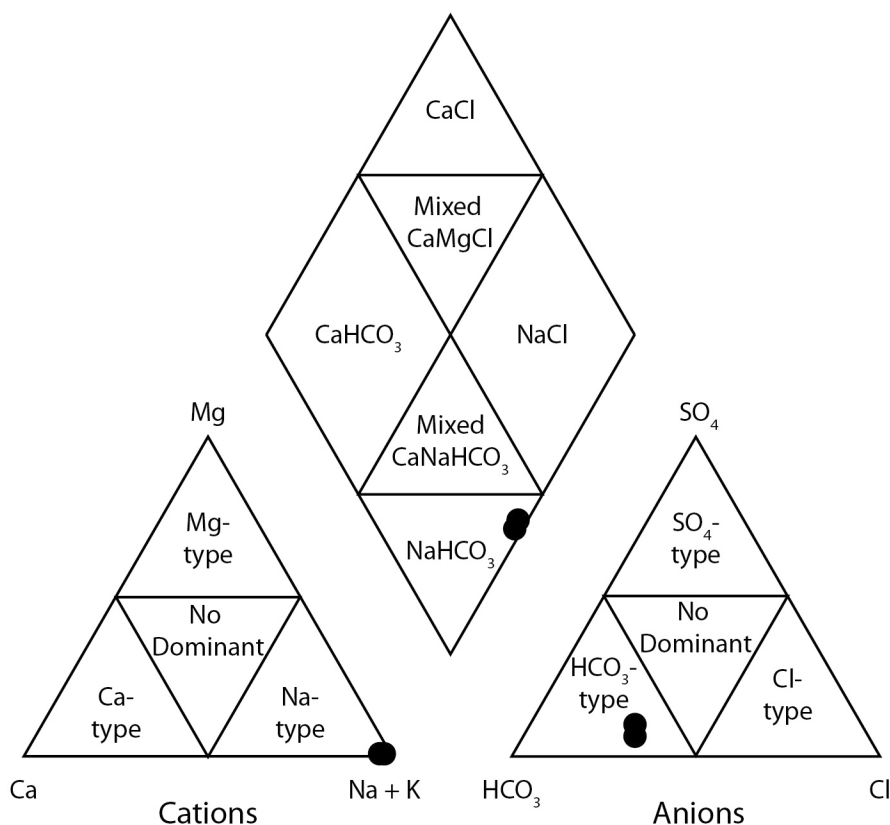 CaCl
Mixed
CaMgCl
CaHCO₃
NaCl
Mixed
CaNaHCO₃
NaHCO₃
Mg
Mg-
type
No
Dominant
Ca-
type
Na-
type
Ca
Na + K
Cations
SO₄
SO₄-
type
No
Dominant
HCO₃-
type
Cl-
type
HCO₃
Cl
Anions